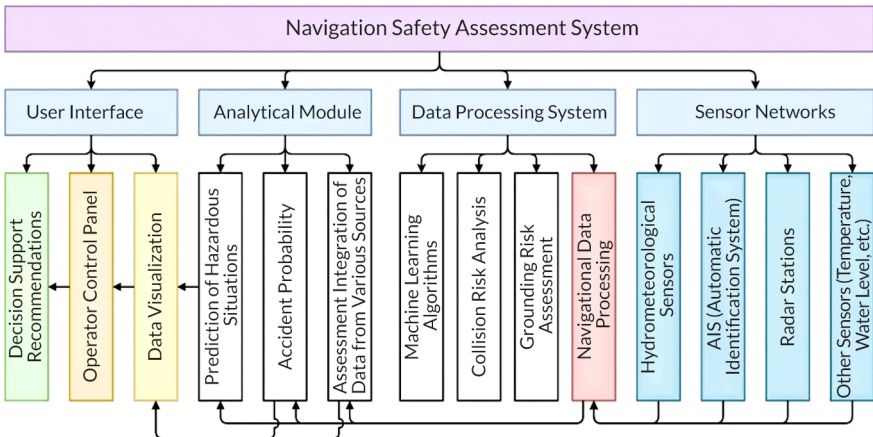 Navigation Safety Assessment System
User Interface
Analytical Module
Data Processing System
Sensor Networks
Decision Support
Recommendations
Operator Control Panel
Data Visualization
Prediction of Hazardous
Situations
Accident Probability
Assessment Integration of
Data from Various Sources
Machine Learning
Algorithms
Collision Risk Analysis
Grounding Risk
Assessment
Navigational Data
Processing
Hydrometeorological
Sensors
AIS (Automatic
Identification System)
Radar Stations
Other Sensors (Temperature,
Water Level, etc.)